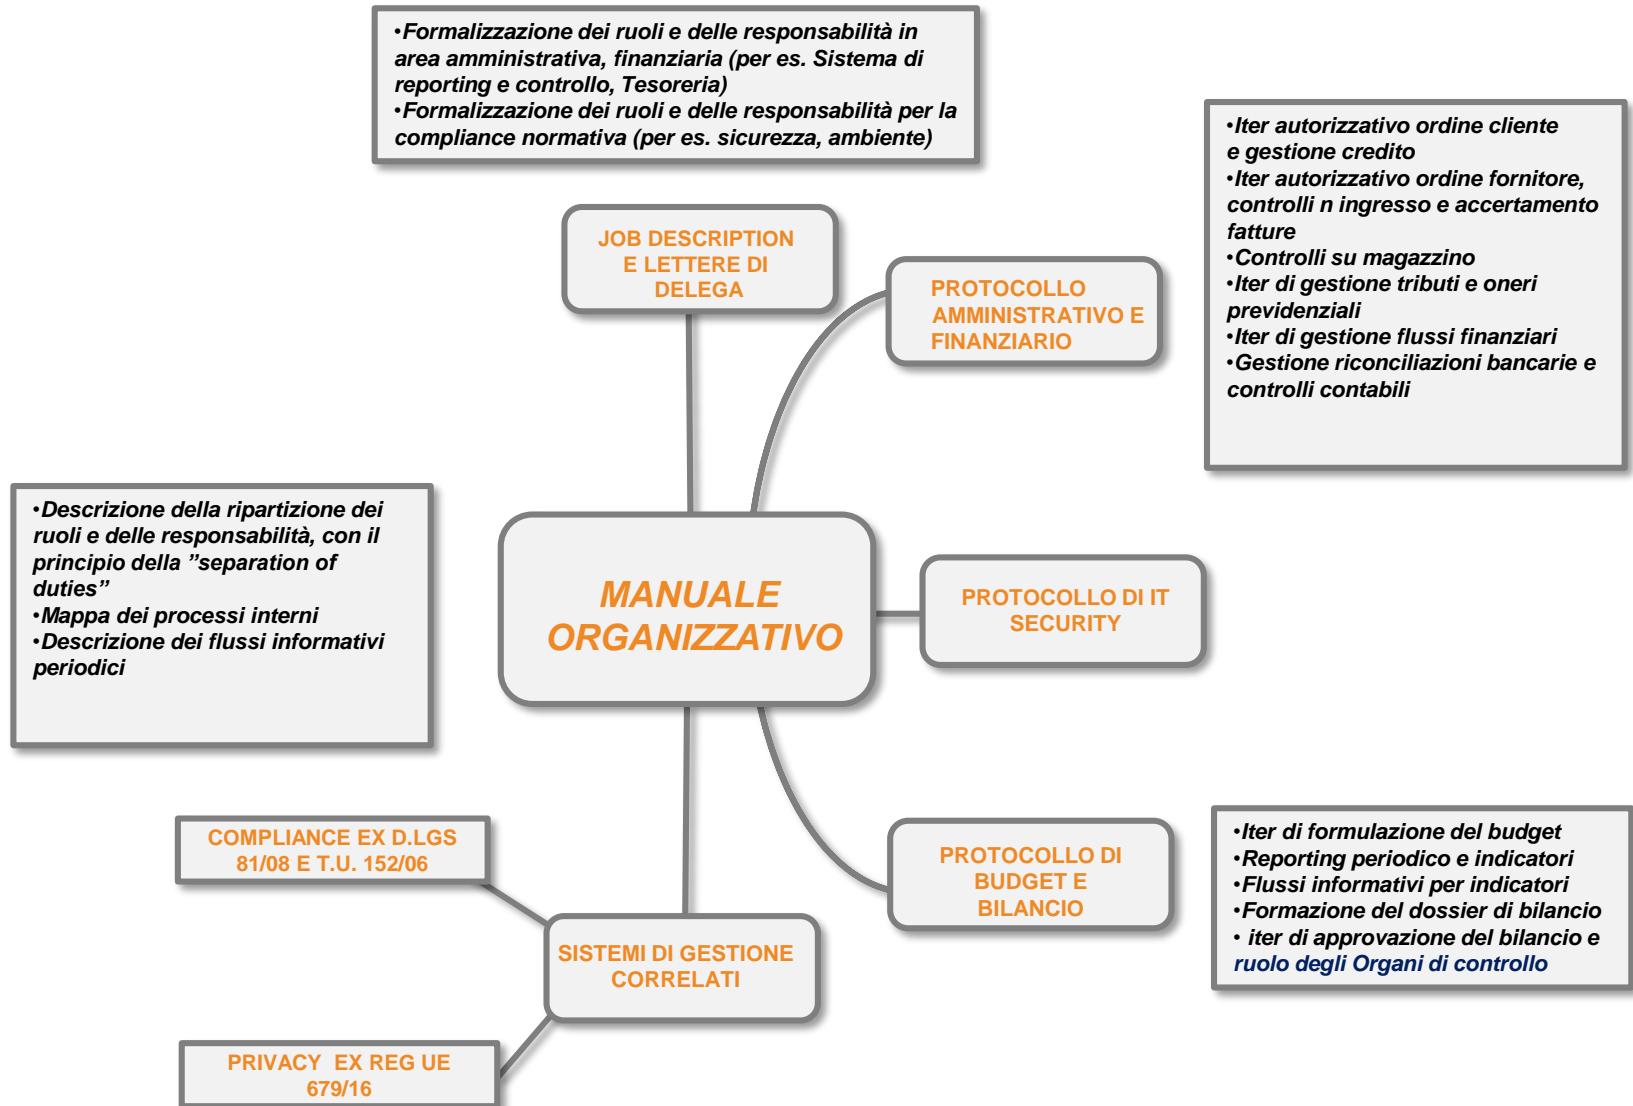 •Formalizzazione dei ruoli e delle responsabilità in
area amministrativa, finanziaria (per es. Sistema di
reporting e controllo, Tesoreria)
•Formalizzazione dei ruoli e delle responsabilità per la
compliance normativa (per es. sicurezza, ambiente)
•Iter autorizzativo ordine cliente
e gestione credito
•Iter autorizzativo ordine fornitore,
controlli n ingresso e accertamento
fatture
•Controlli su magazzino
•Iter di gestione tributi e oneri
previdenziali
•Iter di gestione flussi finanziari
•Gestione riconciliazioni bancarie e
controlli contabili
JOB DESCRIPTION
E LETTERE DI
DELEGA
PROTOCOLLO
AMMINISTRATIVO E
FINANZIARIO
•Descrizione della ripartizione dei
ruoli e delle responsabilità, con il
principio della ”separation of
duties”
•Mappa dei processi interni
•Descrizione dei flussi informativi
periodici
MANUALE
ORGANIZZATIVO
PROTOCOLLO DI IT
SECURITY
COMPLIANCE EX D.LGS
81/08 E T.U. 152/06
PROTOCOLLO DI
BUDGET E
BILANCIO
•Iter di formulazione del budget
•Reporting periodico e indicatori
•Flussi informativi per indicatori
•Formazione del dossier di bilancio
• iter di approvazione del bilancio e
ruolo degli Organi di controllo
SISTEMI DI GESTIONE
CORRELATI
PRIVACY EX REG UE
679/16